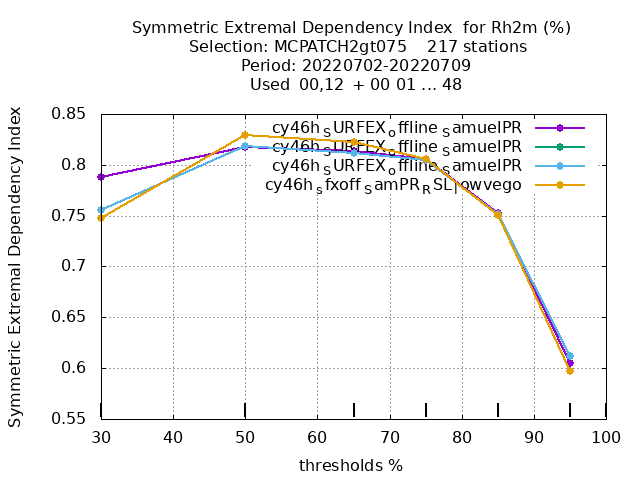 Symmetric Extremal Dependency Index  for Rh2m (%)
Selection: MCPATCH2gt075    217 stations
Period: 20220702-20220709
Used  00,12  + 00 01 ... 48
Symmetric Extremal Dependency Index
0.85
0.8
0.75
0.7
0.65
0.6
0.55
cy46h_SURFEX_offline_SamuelPR
cy46h_SURFEX_offline_SamuelPR
cy46h_SURFEX_offline_SamuelPR
cy46h_sfxoff_SamPR_RSL_lowvego
30 40 50 60 70 80 90 100
thresholds %